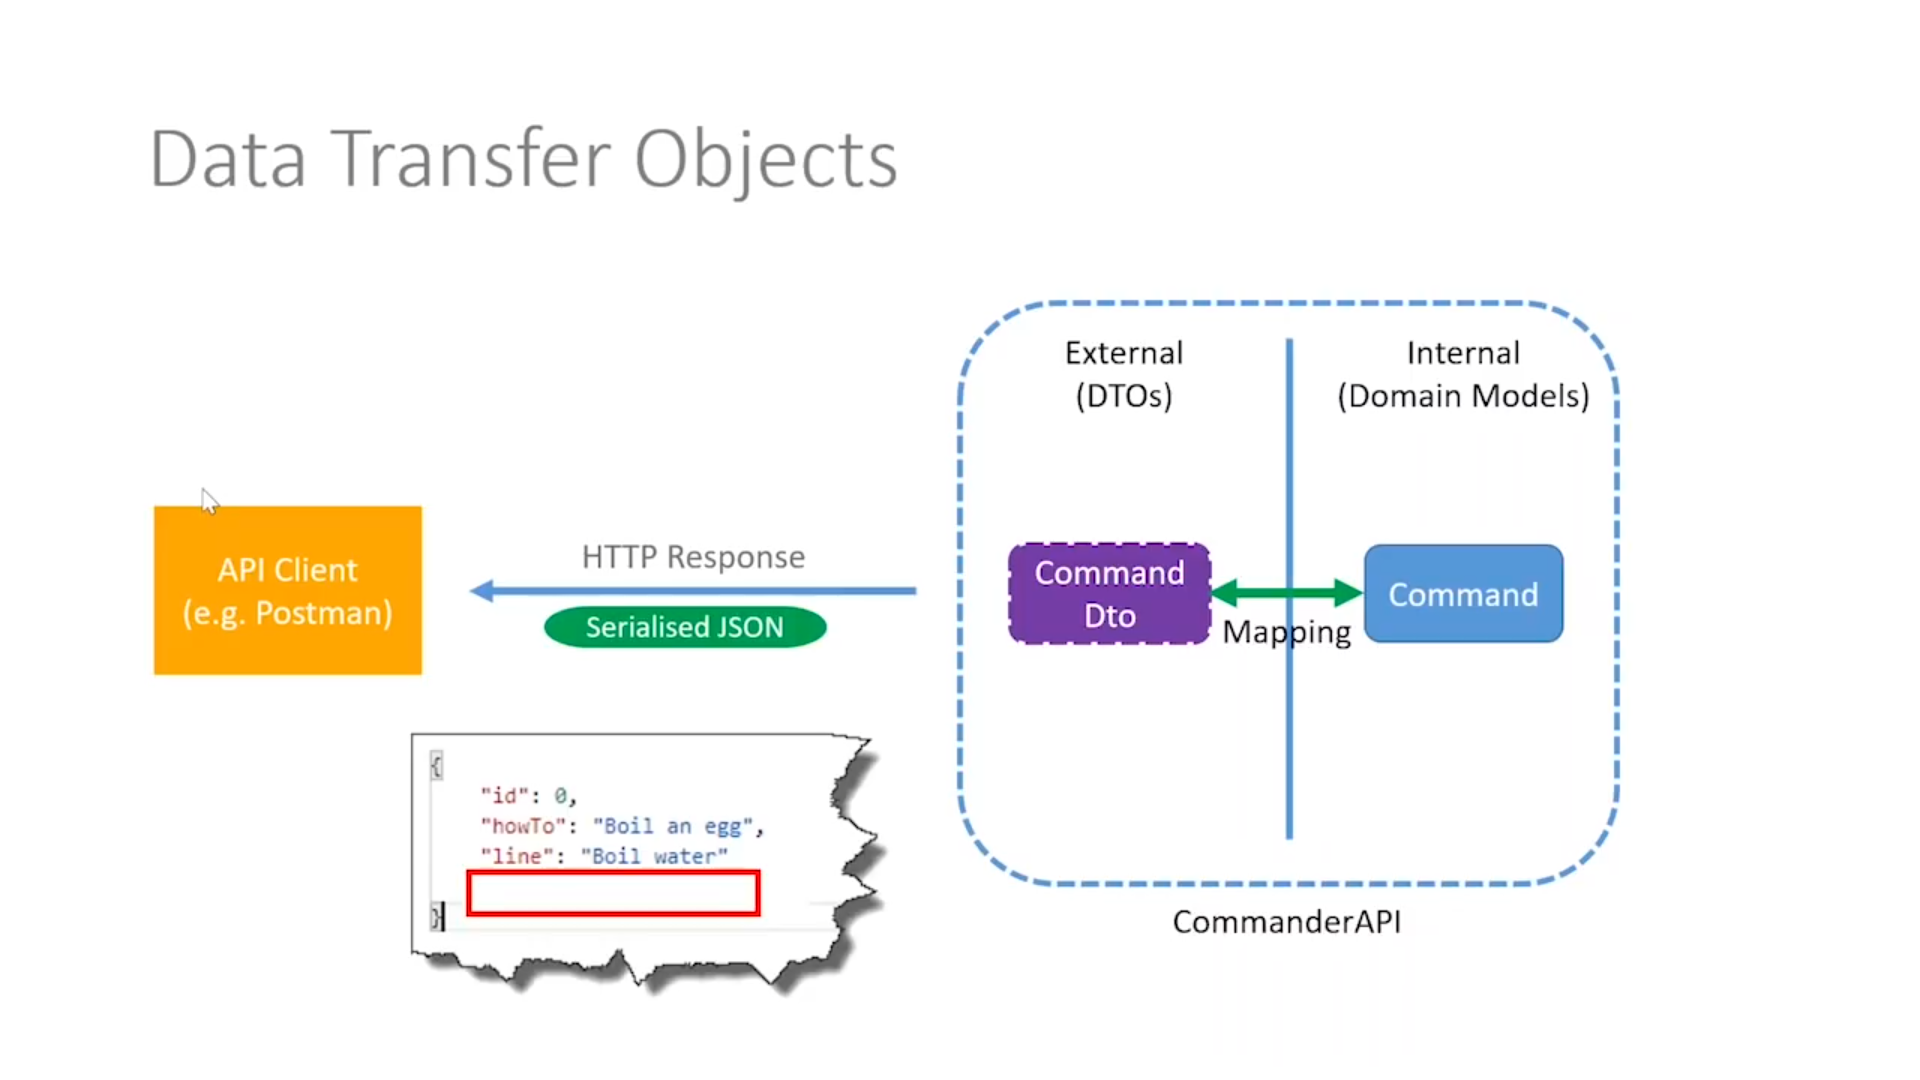 Data Transfer Objects
External
(DTOs)
Internal
(Domain Models)
API Client
(e.g. Postman)
HTTP Response
Serialised JSON
Command
Dto
Mapping
Command
{
"id": 0,
"howTo": "Boil an egg",
"line": "Boil water"
}
CommanderAPI